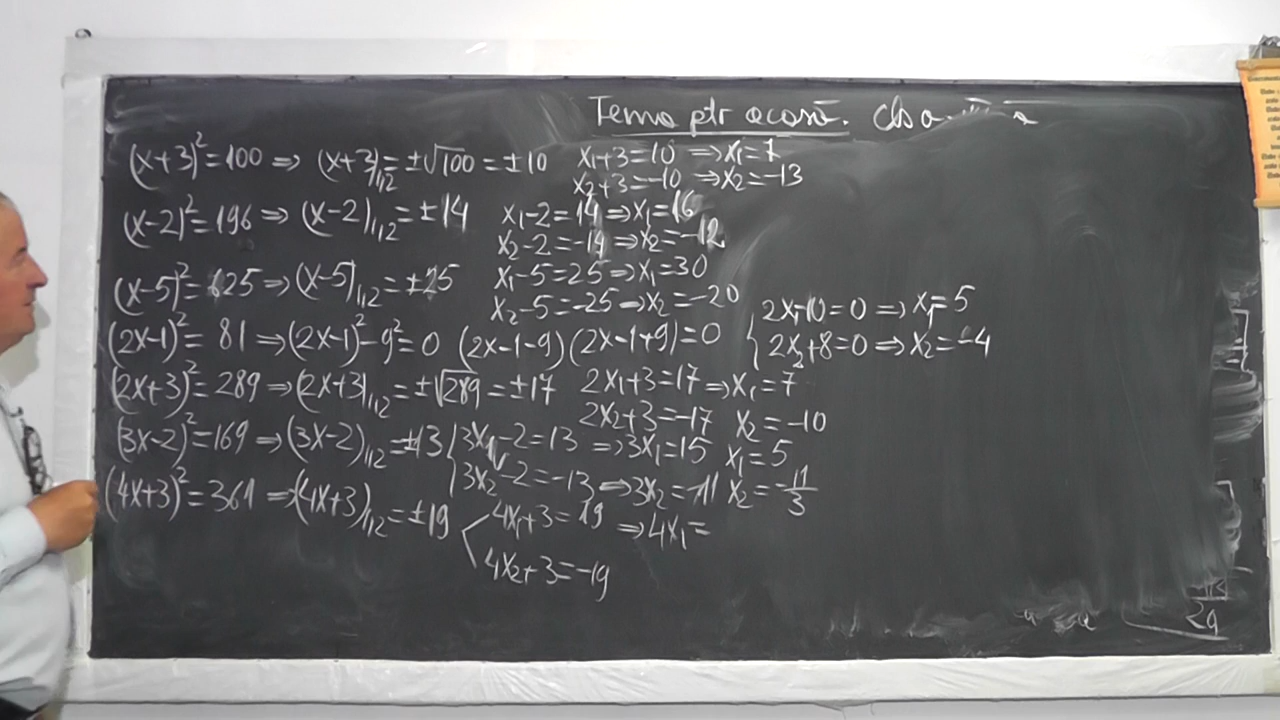 Tema ptr acasă.
(x+3)²=100 ⇒ (x+3)₁,₂=±√100=±10 x₁+3=10 ⇒x₁=7
x₂+3=-10 ⇒x₂=-13
(x-2)²=196 ⇒ (x-2)₁,₂=±14 x₁-2=14⇒x₁=16
x₂-2=-14⇒x₂=-12
(x-5)²=625⇒(x-5)₁,₂=±25 x₁-5=25⇒x₁=30
x₂-5=-25⇒x₂=-20
(2x-1)²=81⇒(2x-1)²-9²=0 (2x-1-9)(2x-1+9)=0 2x₁-10=0⇒x₁=5
2x₂+8=0⇒x₂=-4
(2x+3)²=289⇒(2x+3)₁,₂=±√289=±17 2x₁+3=17⇒x₁=7
2x₂+3=-17 x₂=-10
(3x-2)²=169⇒(3x-2)₁,₂=±13 3x₁-2=13⇒3x₁=15 x₁=5
3x₂-2=-13⇒3x₂=-11 x₂=-11/3
(4x+3)²=361⇒(4x+3)₁,₂=±19 4x₁+3=19⇒4x₁=
4x₂+3=-19
2a